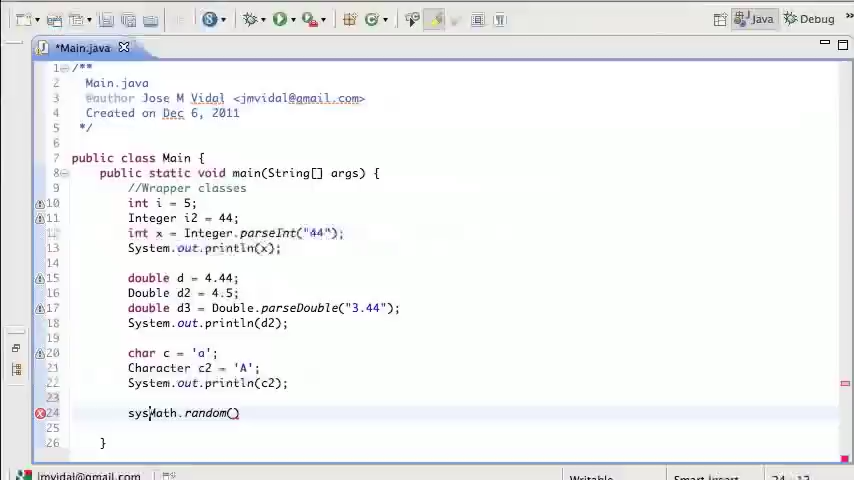 Java
Debug
*Main.java
1 /**
2 Main.java
3 @author Jose M Vidal <jmvidal@gmail.com>
4 Created on Dec 6, 2011
5 */
6
7 public class Main {
8 public static void main(String[] args) {
9 //Wrapper classes
10 int i = 5;
11 Integer i2 = 44;
12 int x = Integer.parseInt("44");
13 System.out.println(x);
15 double d = 4.44;
16 Double d2 = 4.5;
17 double d3 = Double.parseDouble("3.44");
18 System.out.println(d2);
19
20 char c = 'a';
21 Character c2 = 'A';
22 System.out.println(c2);
23
24 sysMath.random()
25
26 }
jmvidal@gmail.com
Writable
Smart Insert
24 : 12